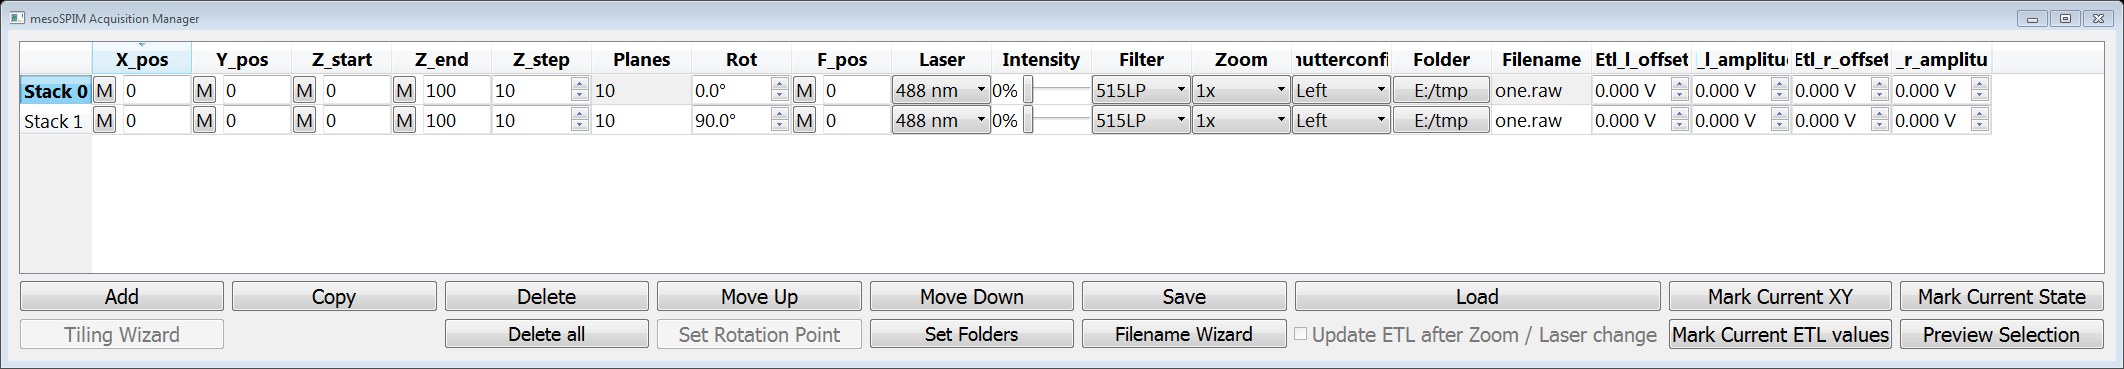 mesoSPIM Acquisition Manager
X_pos Y_pos Z_start Z_end Z_step Planes Rot F_pos Laser Intensity Filter Zoom nutterconfi Folder Filename Etl_l_offset _l_amplitud Etl_r_offset _r_amplitu
Stack 0 M 0 M 0 M 0 M 100 10 10 0.0° M 0 488 nm 0% 515LP 1x Left E:/tmp one.raw 0.000 V 0.000 V 0.000 V 0.000 V
Stack 1 M 0 M 0 M 0 M 100 10 10 90.0° M 0 488 nm 0% 515LP 1x Left E:/tmp one.raw 0.000 V 0.000 V 0.000 V 0.000 V
Add Copy Delete Move Up Move Down Save Load Mark Current XY Mark Current State
Tiling Wizard Delete all Set Rotation Point Set Folders Filename Wizard Update ETL after Zoom / Laser change Mark Current ETL values Preview Selection